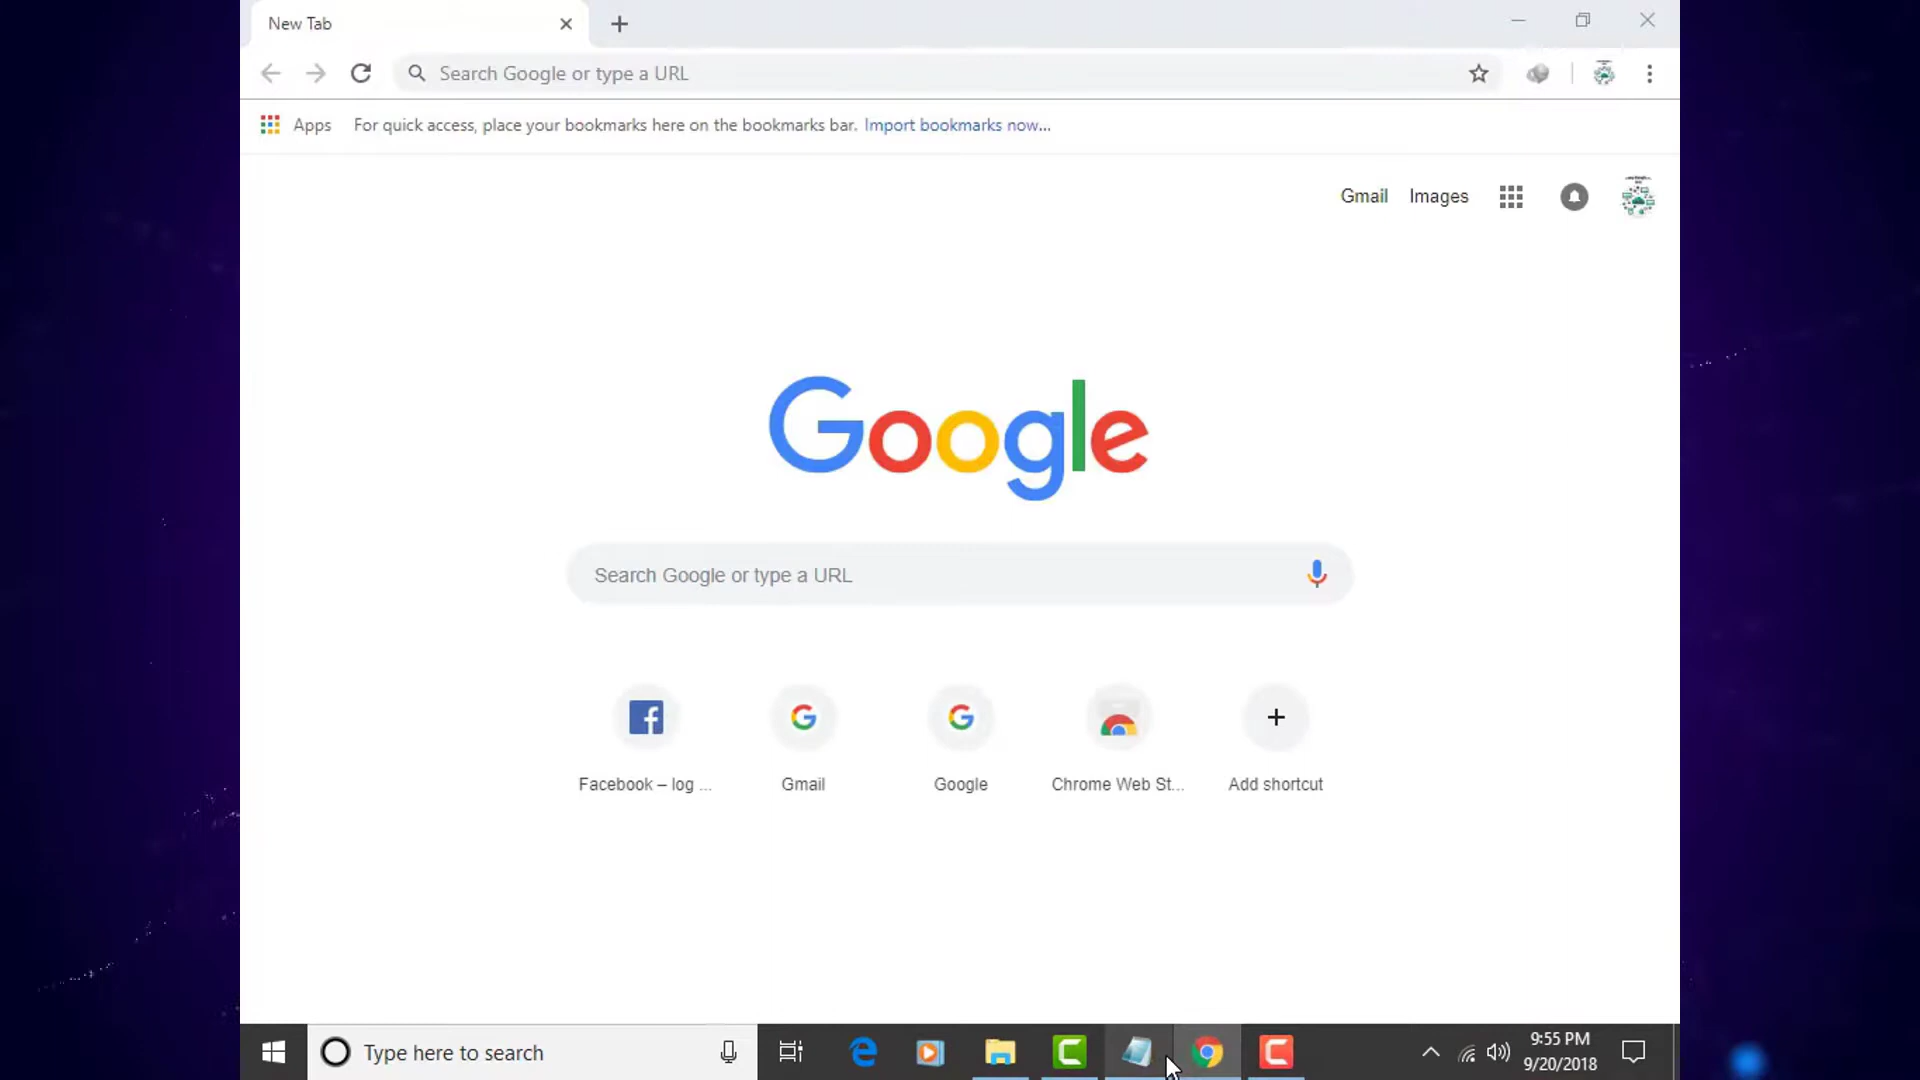 New Tab
Search Google or type a URL
Apps For quick access, place your bookmarks here on the bookmarks bar. Import bookmarks now...
Gmail Images
Google
Search Google or type a URL
Facebook – log ... Gmail Google Chrome Web St... Add shortcut
Type here to search
9:55 PM
9/20/2018